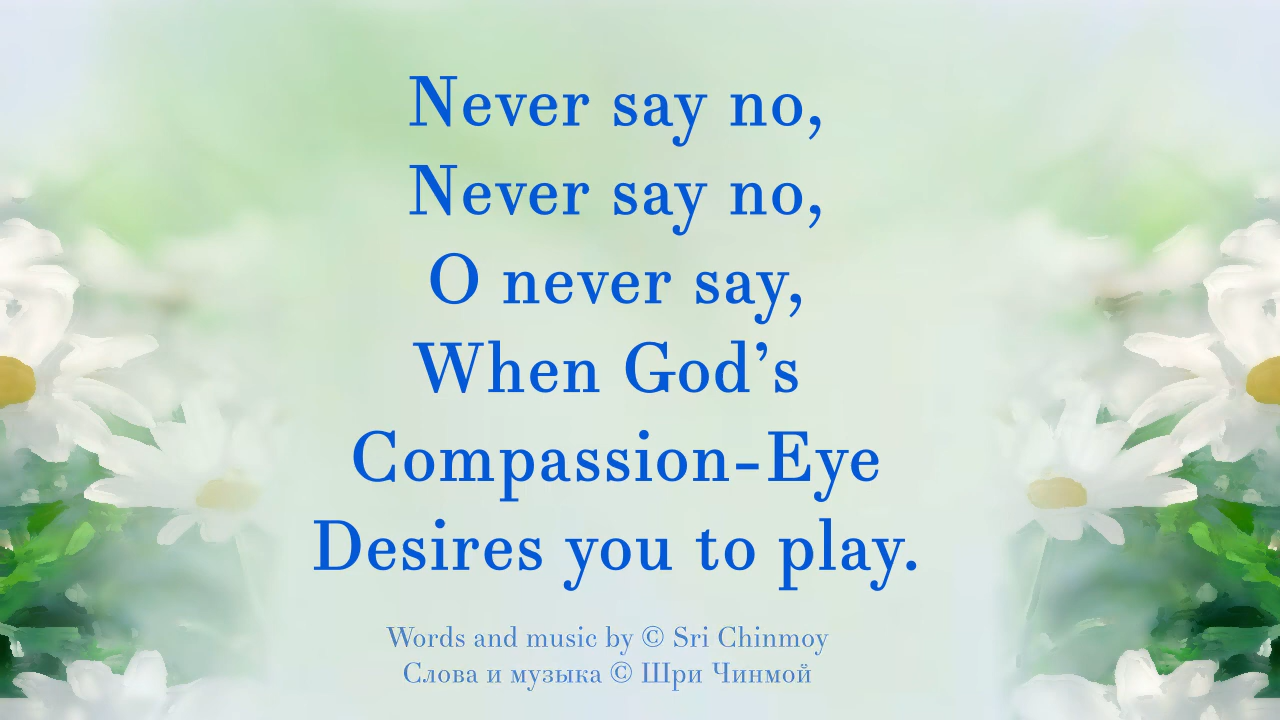 Never say no,
Never say no,
O never say,
When God’s
Compassion-Eye
Desires you to play.
Words and music by © Sri Chinmoy
Слова и музыка © Шри Чинмой